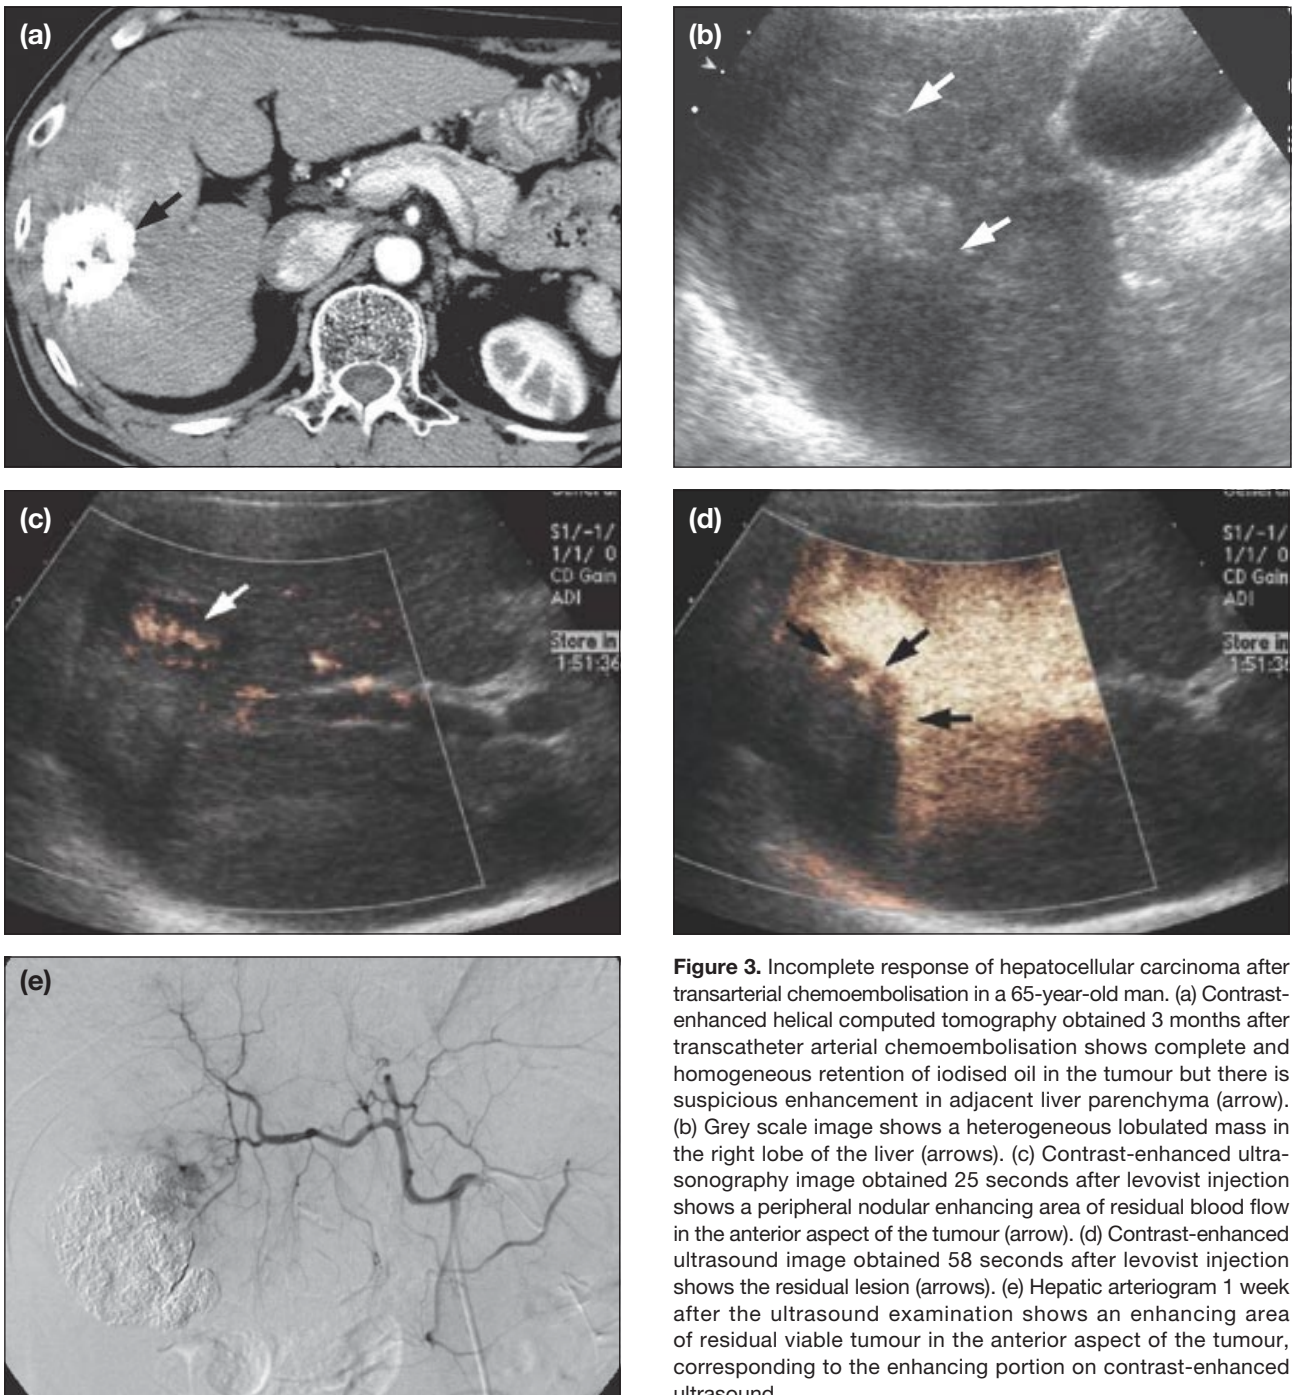 (a)
(b)
(c)
General
S1/-1/
1/1/ 0
CD Gain
ADI
Store in
1:51:36
(d)
General
S1/-1/
1/1/ 0
CD Gain
ADI
Store in
1:51:36
(e)
Figure 3. Incomplete response of hepatocellular carcinoma after
transarterial chemoembolisation in a 65-year-old man. (a) Contrast-
enhanced helical computed tomography obtained 3 months after
transcatheter arterial chemoembolisation shows complete and
homogeneous retention of iodised oil in the tumour but there is
suspicious enhancement in adjacent liver parenchyma (arrow).
(b) Grey scale image shows a heterogeneous lobulated mass in
the right lobe of the liver (arrows). (c) Contrast-enhanced ultra-
sonography image obtained 25 seconds after levovist injection
shows a peripheral nodular enhancing area of residual blood flow
in the anterior aspect of the tumour (arrow). (d) Contrast-enhanced
ultrasound image obtained 58 seconds after levovist injection
shows the residual lesion (arrows). (e) Hepatic arteriogram 1 week
after the ultrasound examination shows an enhancing area
of residual viable tumour in the anterior aspect of the tumour,
corresponding to the enhancing portion on contrast-enhanced
ultrasound